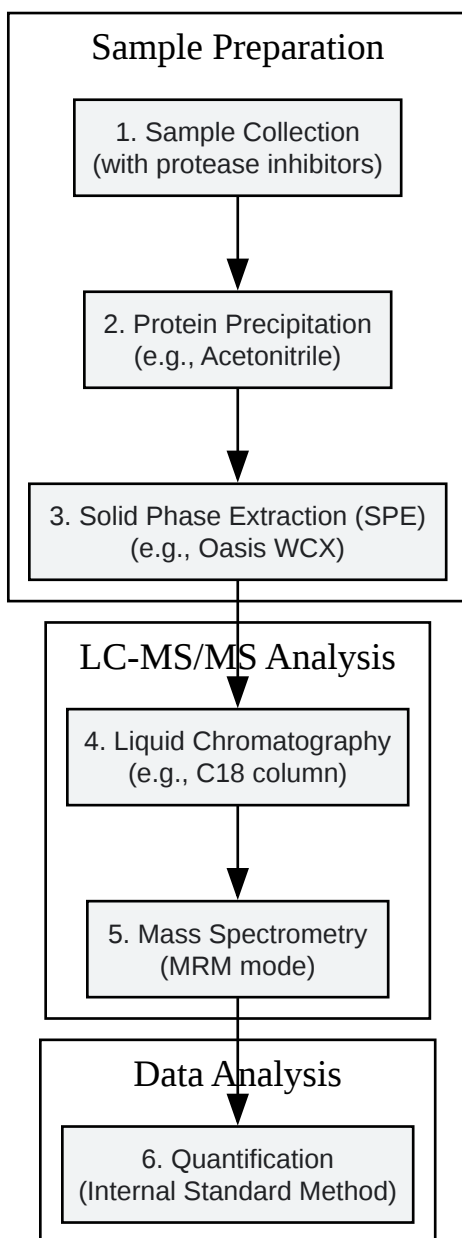 Sample Preparation
1. Sample Collection
(with protease inhibitors)
2. Protein Precipitation
(e.g., Acetonitrile)
3. Solid Phase Extraction (SPE)
(e.g., Oasis WCX)
LC-MS/MS Analysis
4. Liquid Chromatography
(e.g., C18 column)
5. Mass Spectrometry
(MRM mode)
Data Analysis
6. Quantification
(Internal Standard Method)